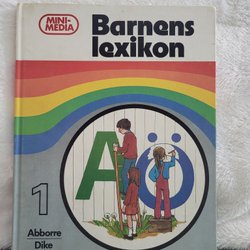 MINI-
MEDIA
Barnens
lexikon
A Ö
1
Abborre
Dike